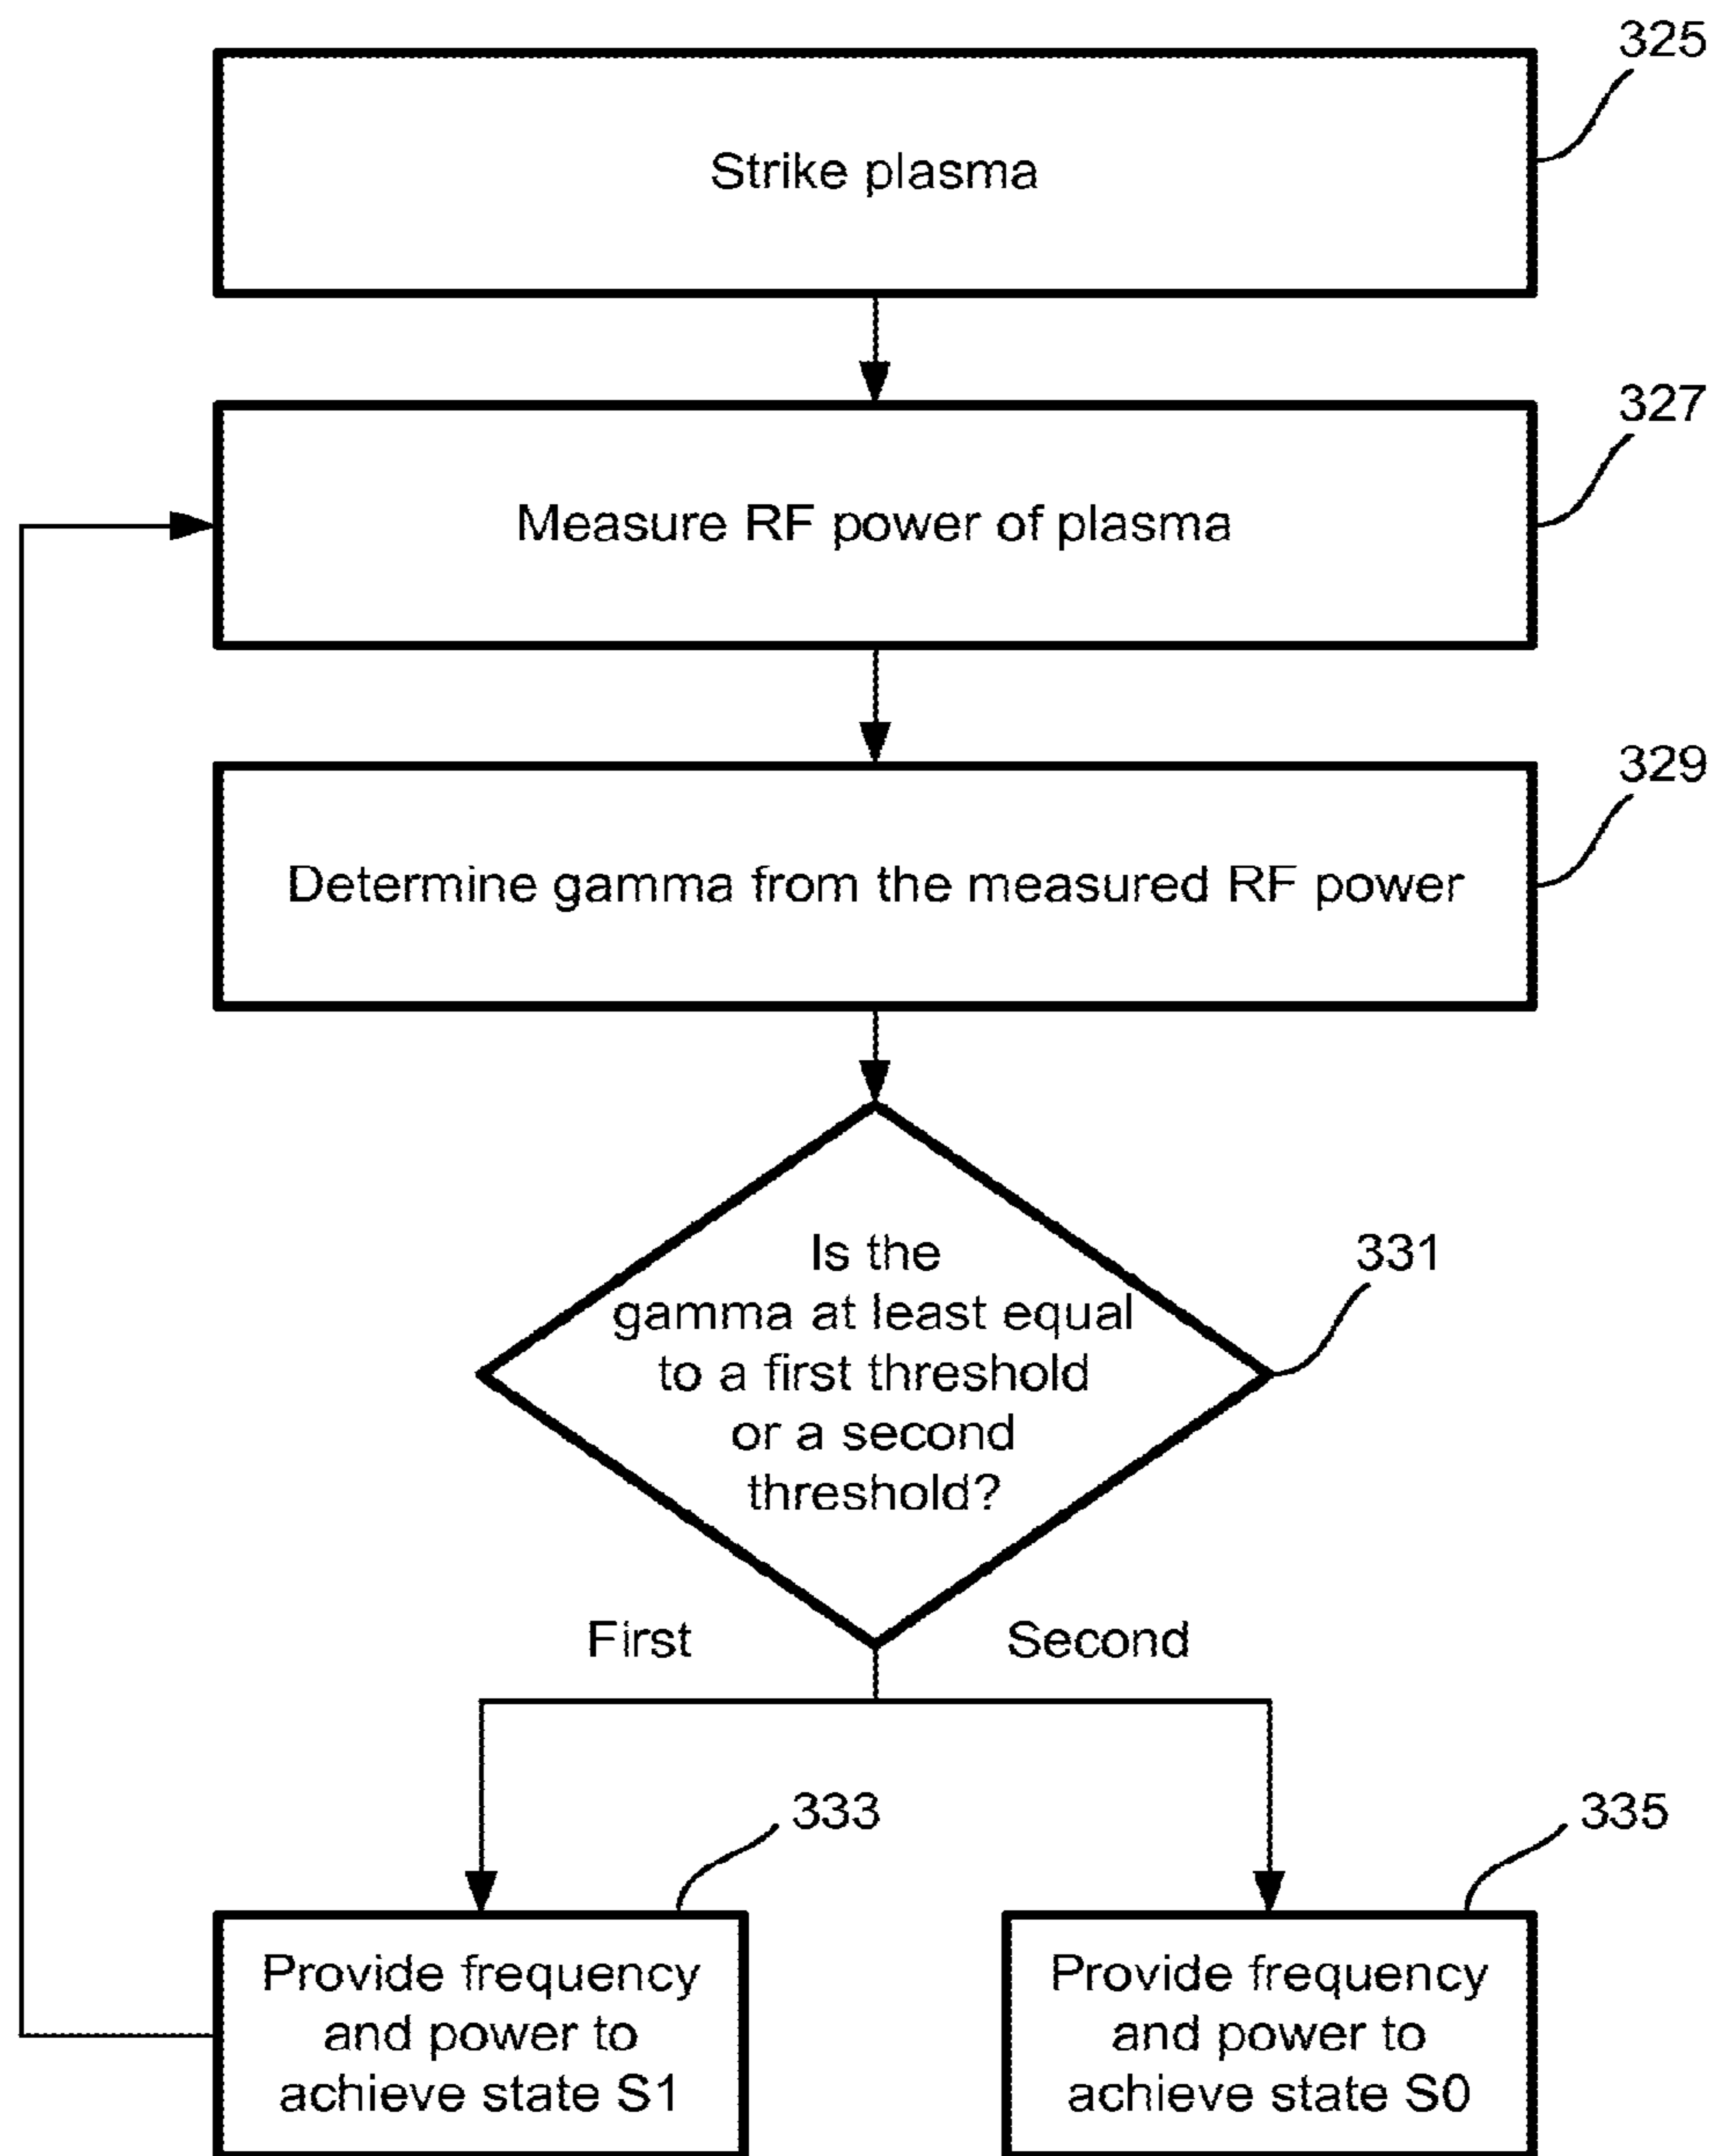 325
Strike plasma
327
Measure RF power of plasma
329
Determine gamma from the measured RF power
331
Is the
gamma at least equal
to a first threshold
or a second
threshold?
First
Second
333
335
Provide frequency
and power to
achieve state S1
Provide frequency
and power to
achieve state S0